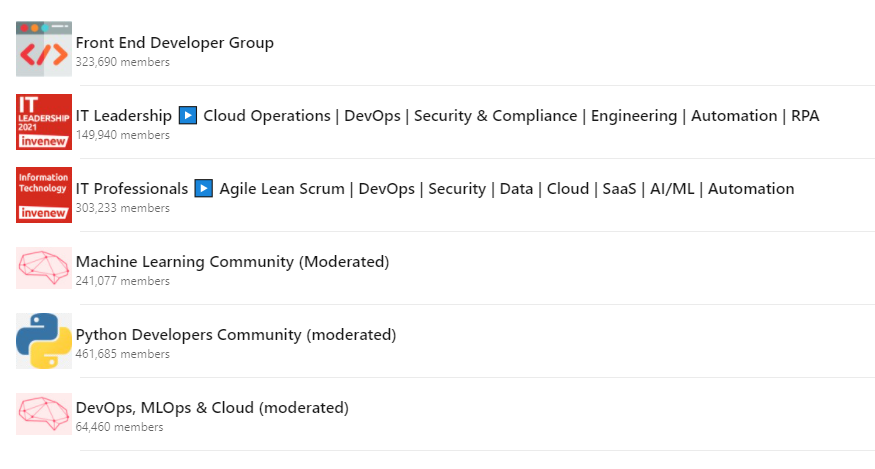 Front End Developer Group
323,690 members
IT
LEADERSHIP
2021
invenew
IT Leadership ▶ Cloud Operations | DevOps | Security & Compliance | Engineering | Automation | RPA
149,940 members
Information
Technology
invenew
IT Professionals ▶ Agile Lean Scrum | DevOps | Security | Data | Cloud | SaaS | AI/ML | Automation
303,233 members
Machine Learning Community (Moderated)
241,077 members
Python Developers Community (moderated)
461,685 members
DevOps, MLOps & Cloud (moderated)
64,460 members